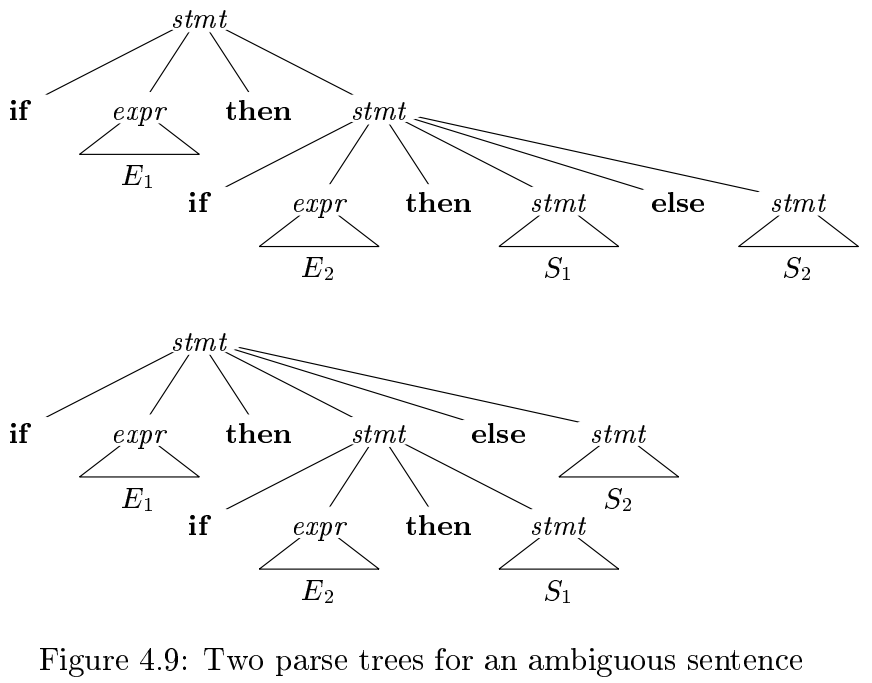 stmt
if expr then stmt
E₁
if expr then stmt else stmt
E₂ S₁ S₂
stmt
if expr then stmt else stmt
E₁ S₂
if expr then stmt
E₂ S₁
Figure 4.9: Two parse trees for an ambiguous sentence